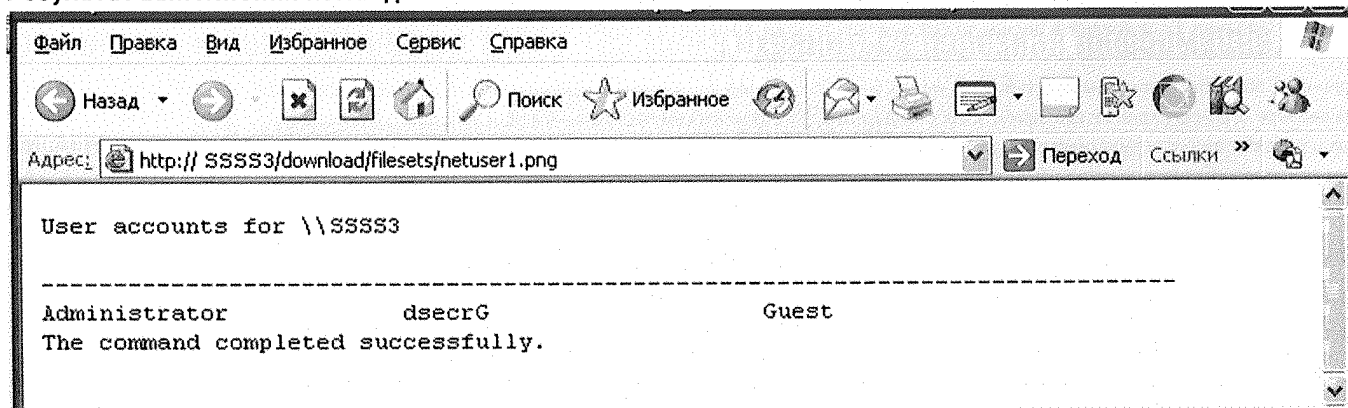 Файл Правка Вид Избранное Сервис Справка
Назад Поиск Избранное
Адрес: http:// SSSS3/download/filesets/netuser1.png Переход Ссылки »
User accounts for \\SSSS3
-------------------------------------------------------------------------------
Administrator dsecrG Guest
The command completed successfully.